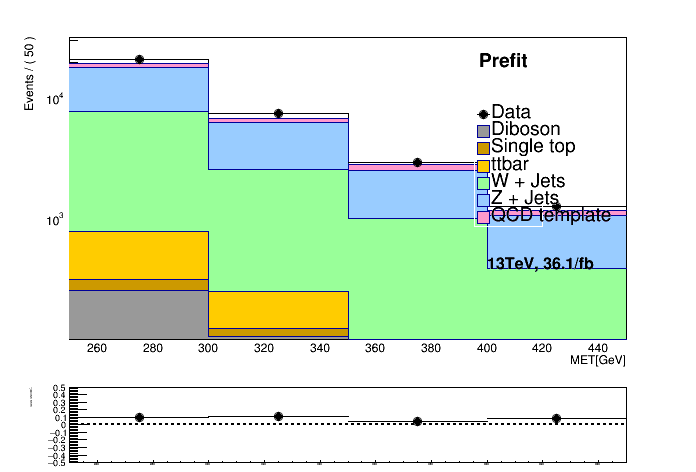 Events / ( 50 )
Prefit
10⁴
10³
Data
Diboson
Single top
ttbar
W + Jets
Z + Jets
QCD template
13TeV, 36.1/fb
260 280 300 320 340 360 380 400 420 440
MET[GeV]
0.5
0.4
0.3
0.2
0.1
0
−0.1
−0.2
−0.3
−0.4
−0.5